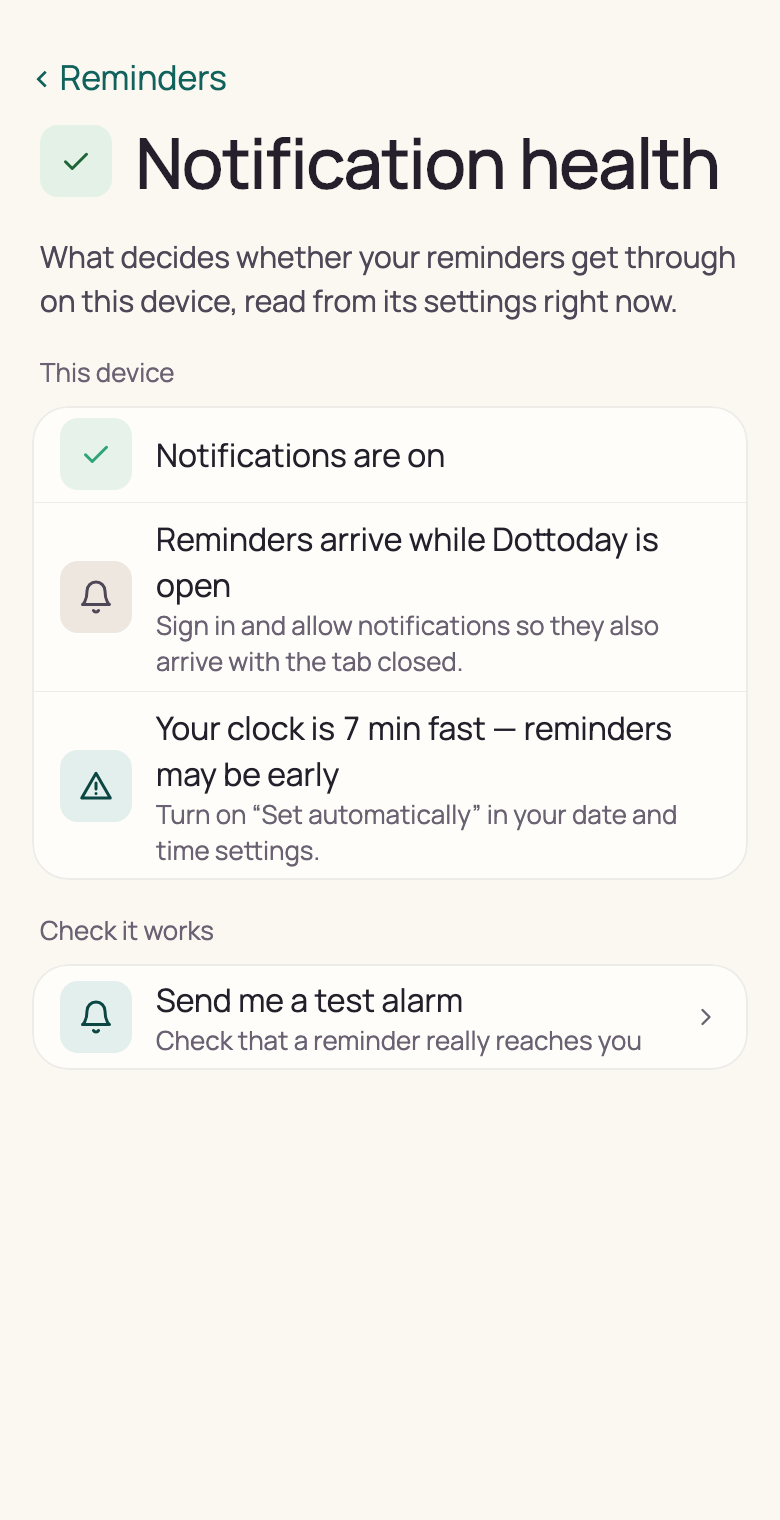 Reminders
Notification health
What decides whether your reminders get through
on this device, read from its settings right now.
This device
Notifications are on
Reminders arrive while Dottoday is
open
Sign in and allow notifications so they also
arrive with the tab closed.
Your clock is 7 min fast — reminders
may be early
Turn on “Set automatically” in your date and
time settings.
Check it works
Send me a test alarm
Check that a reminder really reaches you